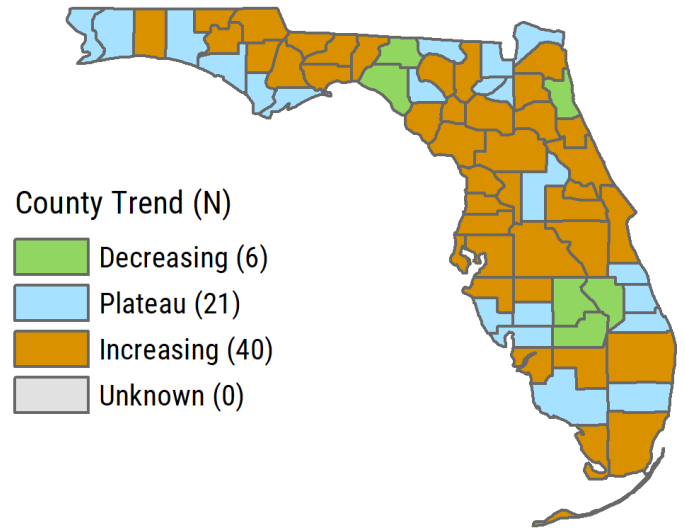 County Trend (N)
Decreasing (6)
Plateau (21)
Increasing (40)
Unknown (0)